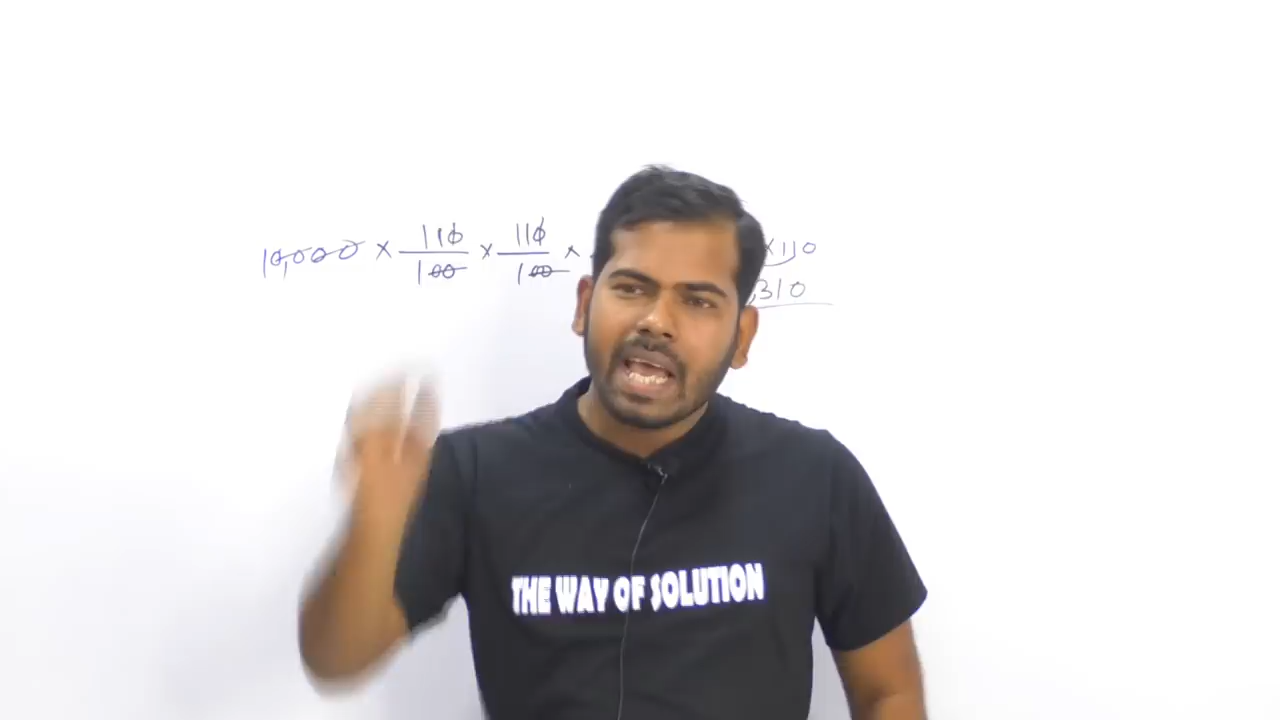 10,000 × 110/100 × 110/100 × ×110
,310
THE WAY OF SOLUTION